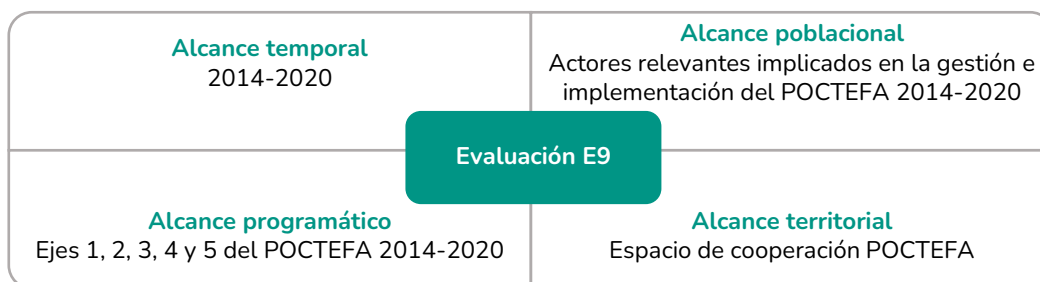 Alcance temporal
2014-2020
Alcance poblacional
Actores relevantes implicados en la gestión e
implementación del POCTEFA 2014-2020
Evaluación E9
Alcance programático
Ejes 1, 2, 3, 4 y 5 del POCTEFA 2014-2020
Alcance territorial
Espacio de cooperación POCTEFA